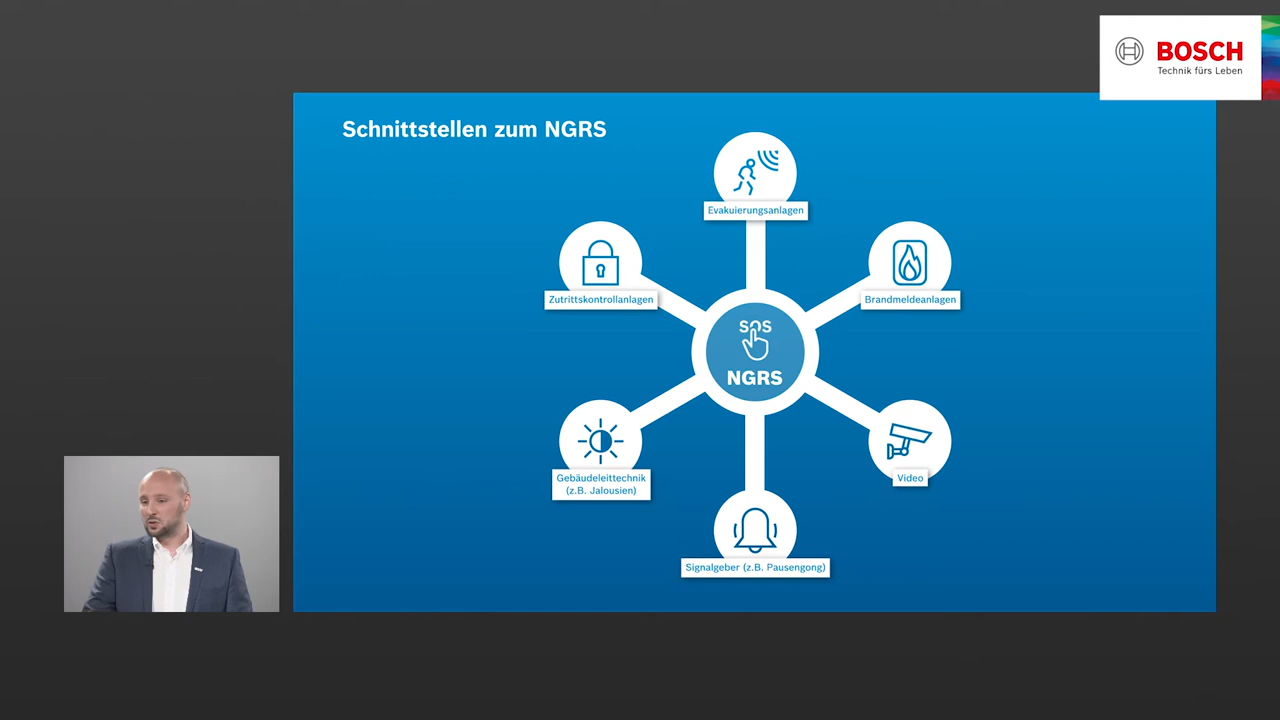 BOSCH
Technik fürs Leben
Schnittstellen zum NGRS
Evakuierungsanlagen
Zutrittskontrollanlagen
Brandmeldeanlagen
SOS
NGRS
Gebäudeleittechnik
(z.B. Jalousien)
Video
Signalgeber (z.B. Pausengong)